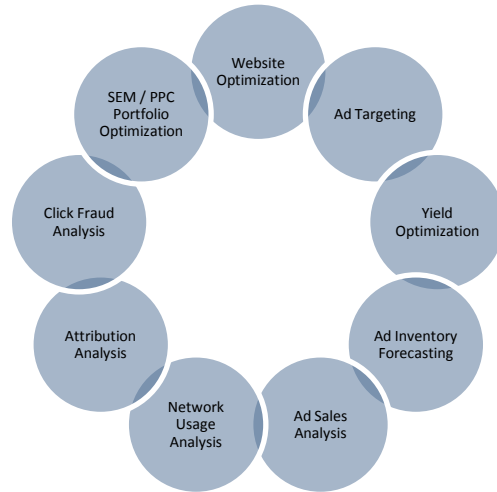 Website
Optimization
Ad Targeting
Yield
Optimization
Ad Inventory
Forecasting
Ad Sales
Analysis
Network
Usage
Analysis
Attribution
Analysis
Click Fraud
Analysis
SEM / PPC
Portfolio
Optimization